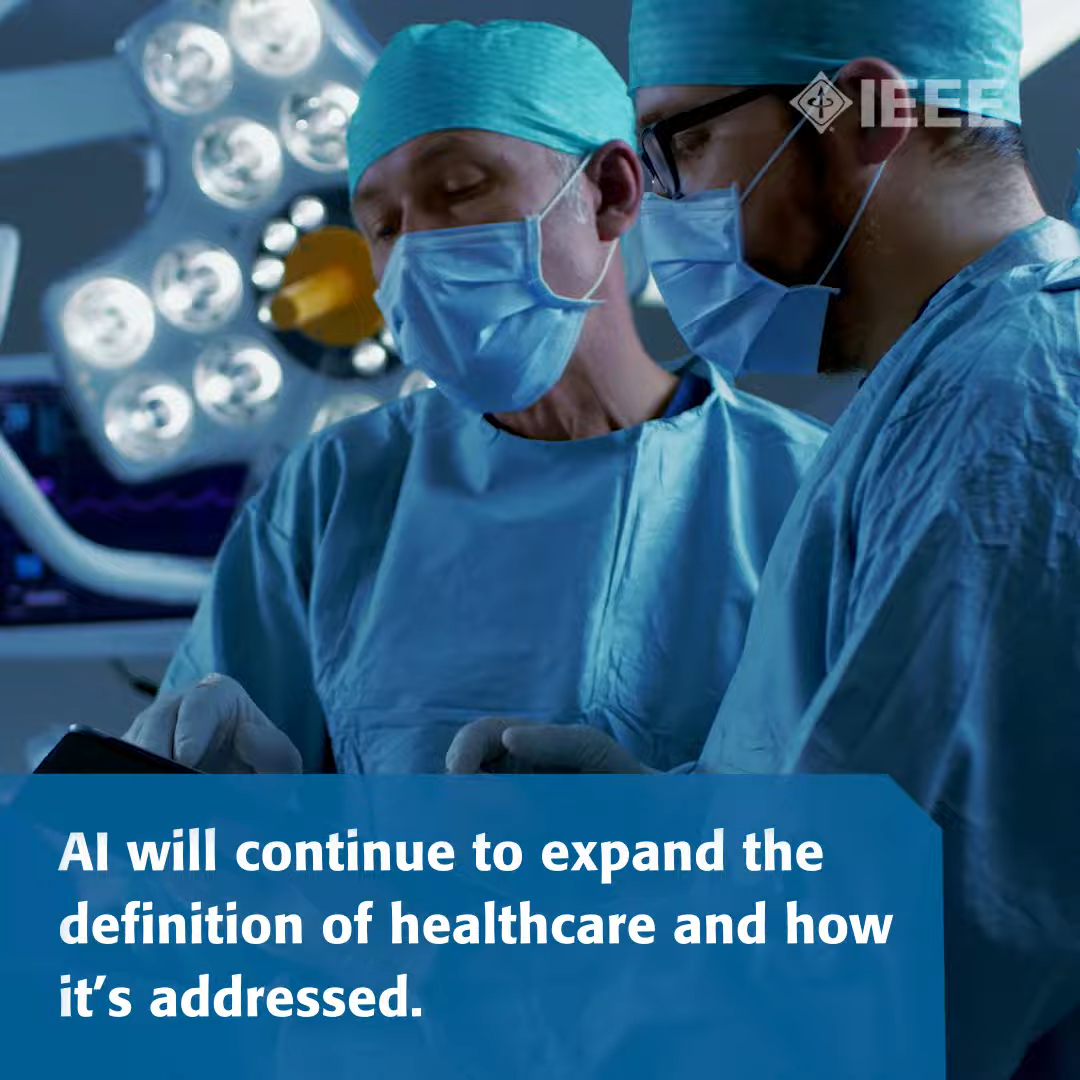 IEEE
AI will continue to expand the
definition of healthcare and how
it’s addressed.